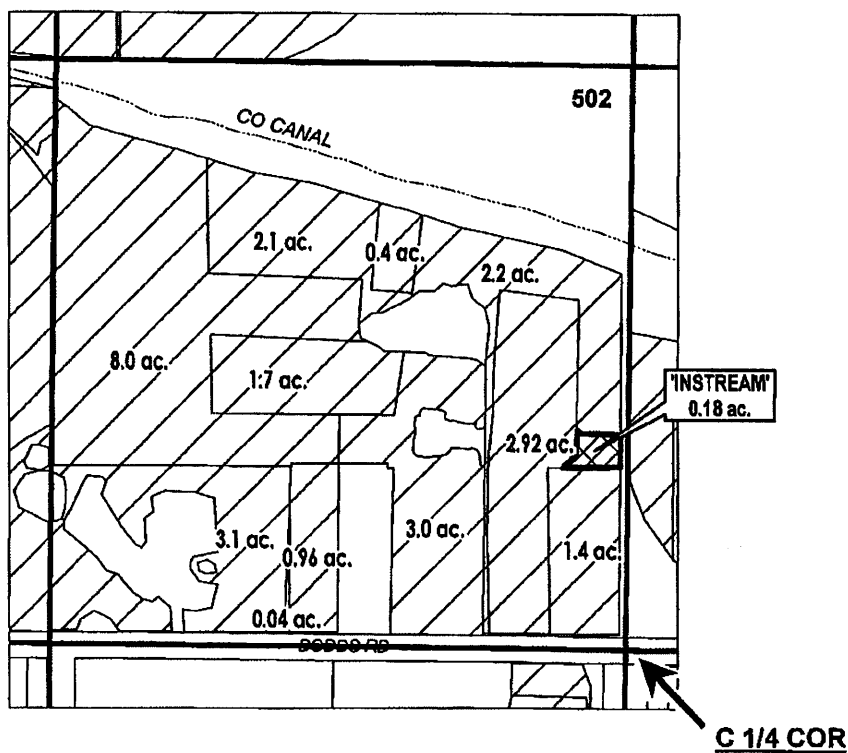 502
CO CANAL
2.1 ac.
0.4 ac.
2.2 ac.
8.0 ac.
1.7 ac.
'INSTREAM'
0.18 ac.
2.92 ac.
3.1 ac.
0.96 ac.
3.0 ac.
1.4 ac.
0.04 ac.
DODDS RD
C 1/4 COR